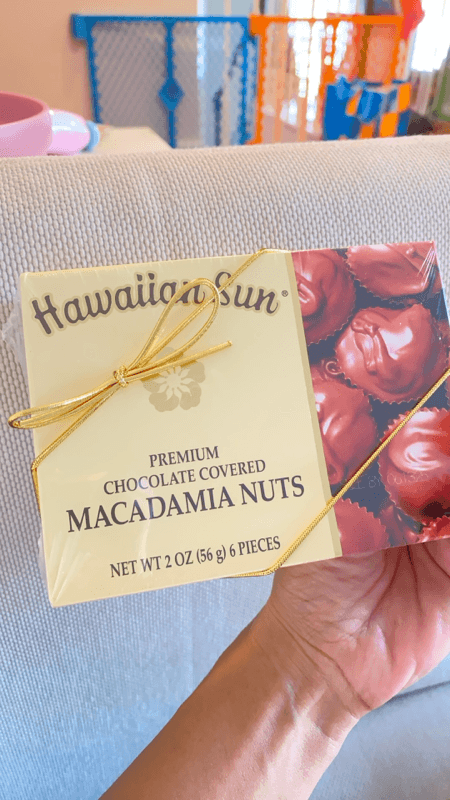 Hawaiian Sun®
PREMIUM
CHOCOLATE COVERED
MACADAMIA NUTS
NET WT 2 OZ (56 g) 6 PIECES